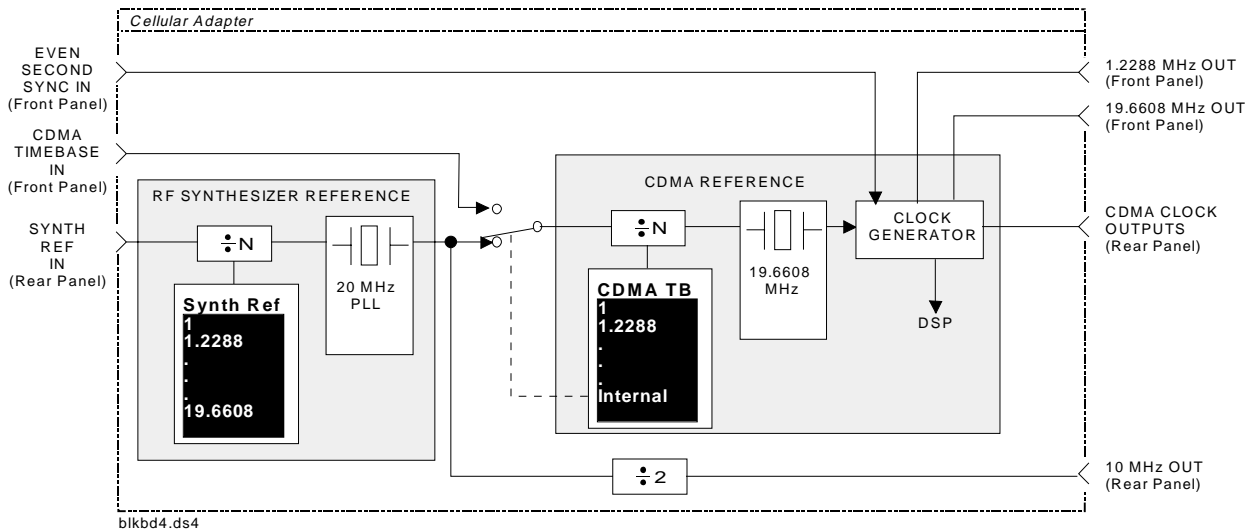 Cellular Adapter
EVEN
SECOND
SYNC IN
(Front Panel)
CDMA
TIMEBASE
IN
(Front Panel)
SYNTH
REF
IN
(Rear Panel)
RF SYNTHESIZER REFERENCE
÷N
20 MHz
PLL
Synth Ref
1
1.2288
.
.
.
19.6608
CDMA REFERENCE
÷N
19.6608
MHz
CDMA TB
1
1.2288
.
.
.
Internal
CLOCK
GENERATOR
DSP
÷2
1.2288 MHz OUT
(Front Panel)
19.6608 MHz OUT
(Front Panel)
CDMA CLOCK
OUTPUTS
(Rear Panel)
10 MHz OUT
(Rear Panel)
blkbd4.ds4